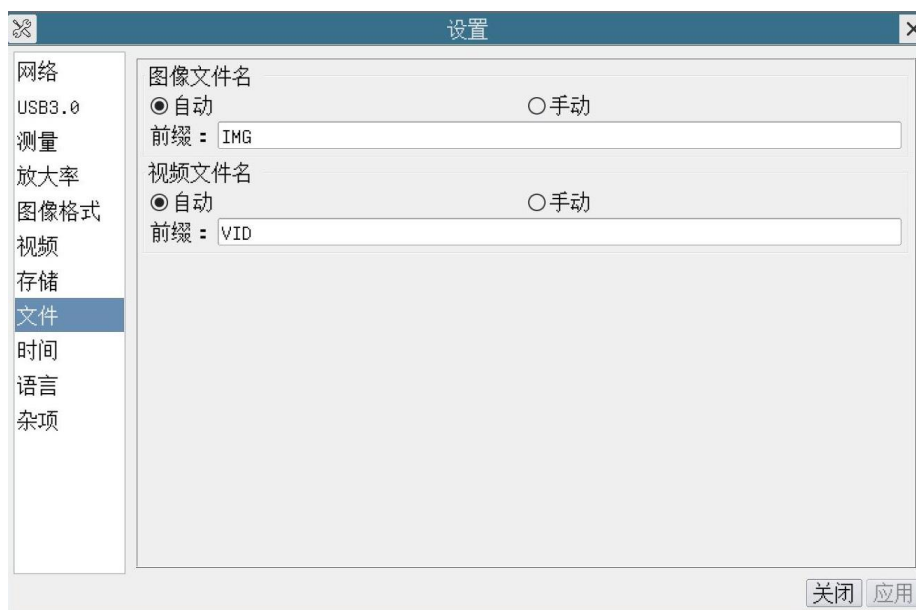 设置
网络
USB3.0
测量
放大率
图像格式
视频
存储
文件
时间
语言
杂项
图像文件名
自动 手动
前缀： IMG
视频文件名
自动 手动
前缀： VID
关闭 应用